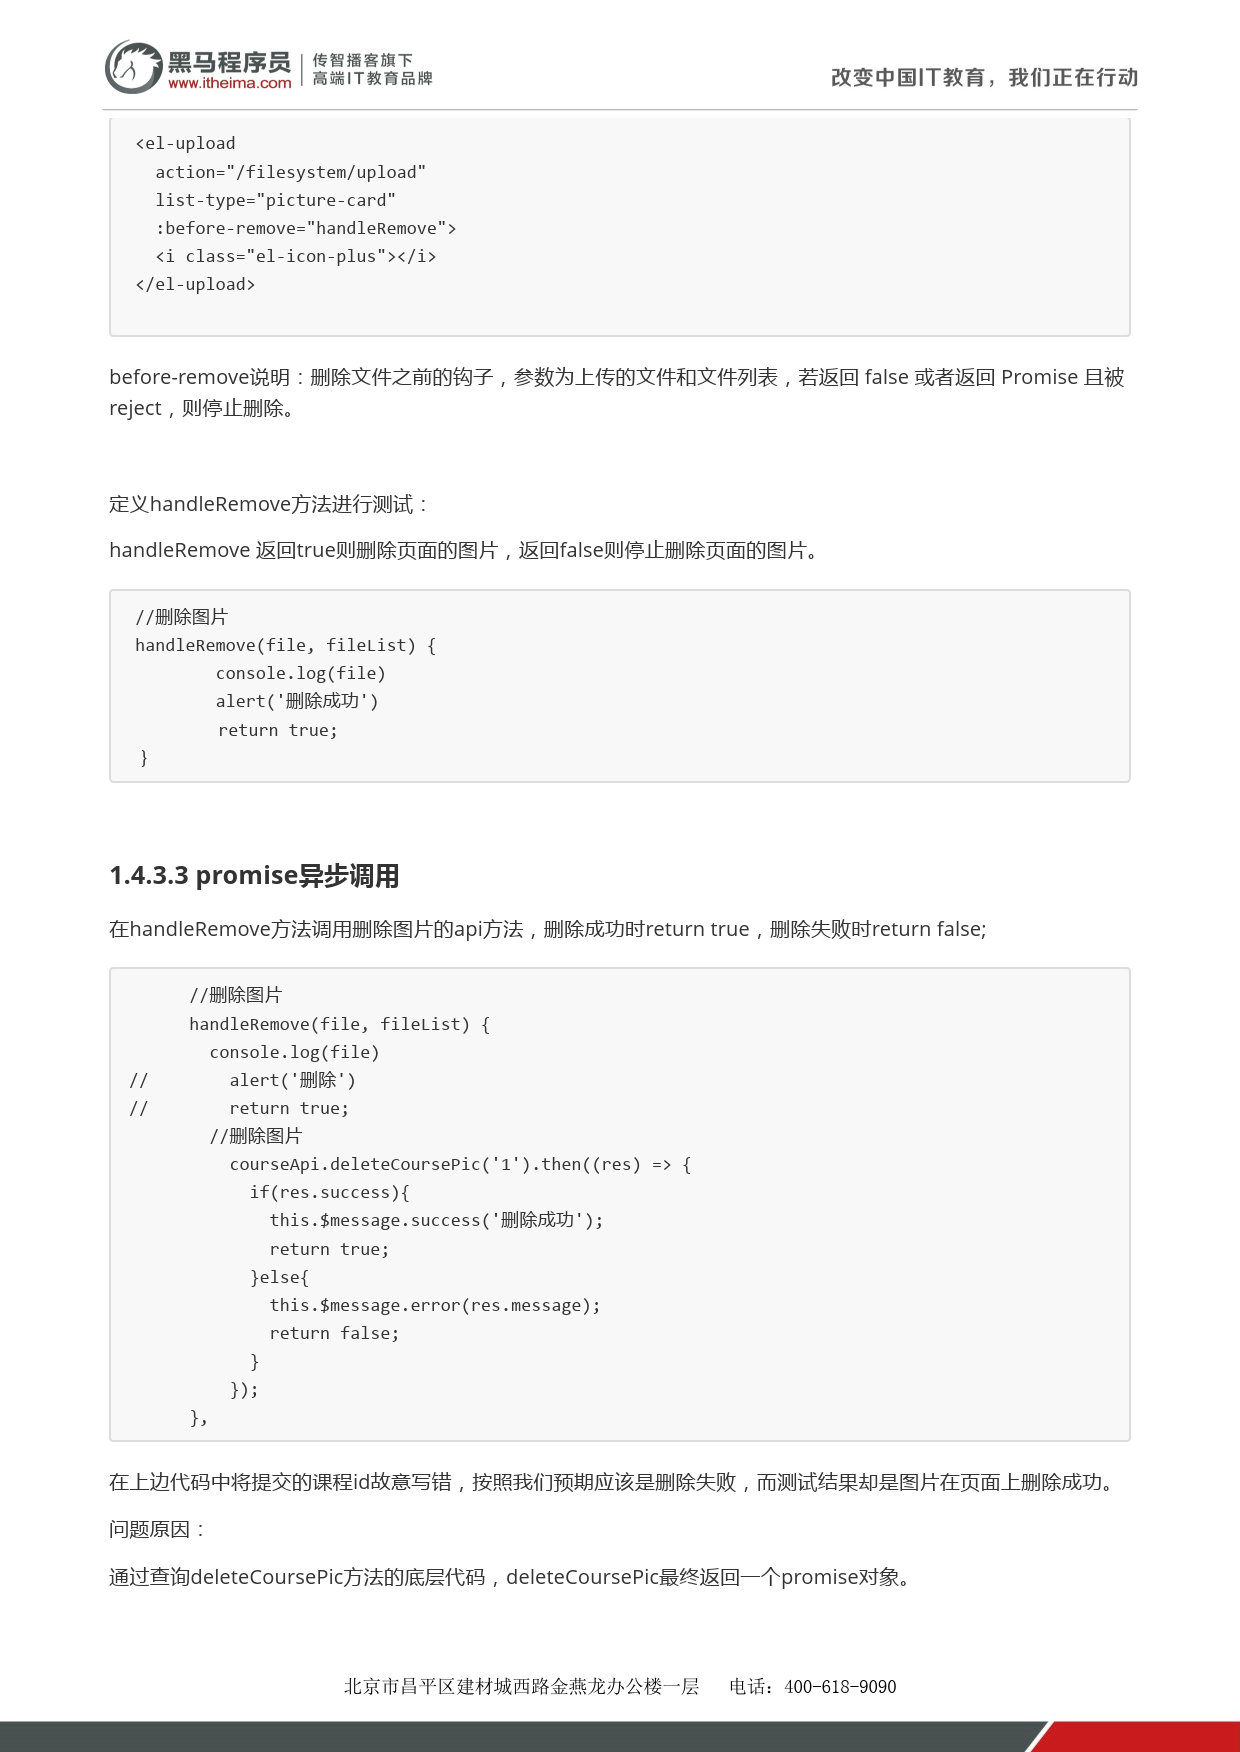 黑马程序员
www.itheima.com
传智播客旗下
高端IT教育品牌
改变中国IT教育，我们正在行动
<el-upload
  action="/filesystem/upload"
  list-type="picture-card"
  :before-remove="handleRemove">
  <i class="el-icon-plus"></i>
</el-upload>
before-remove说明：删除文件之前的钩子，参数为上传的文件和文件列表，若返回 false 或者返回 Promise 且被
reject，则停止删除。
定义handleRemove方法进行测试：
handleRemove 返回true则删除页面的图片，返回false则停止删除页面的图片。
//删除图片
handleRemove(file, fileList) {
        console.log(file)
        alert('删除成功')
        return true;
}
1.4.3.3 promise异步调用
在handleRemove方法调用删除图片的api方法，删除成功时return true，删除失败时return false;
      //删除图片
      handleRemove(file, fileList) {
        console.log(file)
//        alert('删除')
//        return true;
        //删除图片
          courseApi.deleteCoursePic('1').then((res) => {
            if(res.success){
              this.$message.success('删除成功');
              return true;
            }else{
              this.$message.error(res.message);
              return false;
            }
          });
      },
在上边代码中将提交的课程id故意写错，按照我们预期应该是删除失败，而测试结果却是图片在页面上删除成功。
问题原因：
通过查询deleteCoursePic方法的底层代码，deleteCoursePic最终返回一个promise对象。
北京市昌平区建材城西路金燕龙办公楼一层 电话：400-618-9090